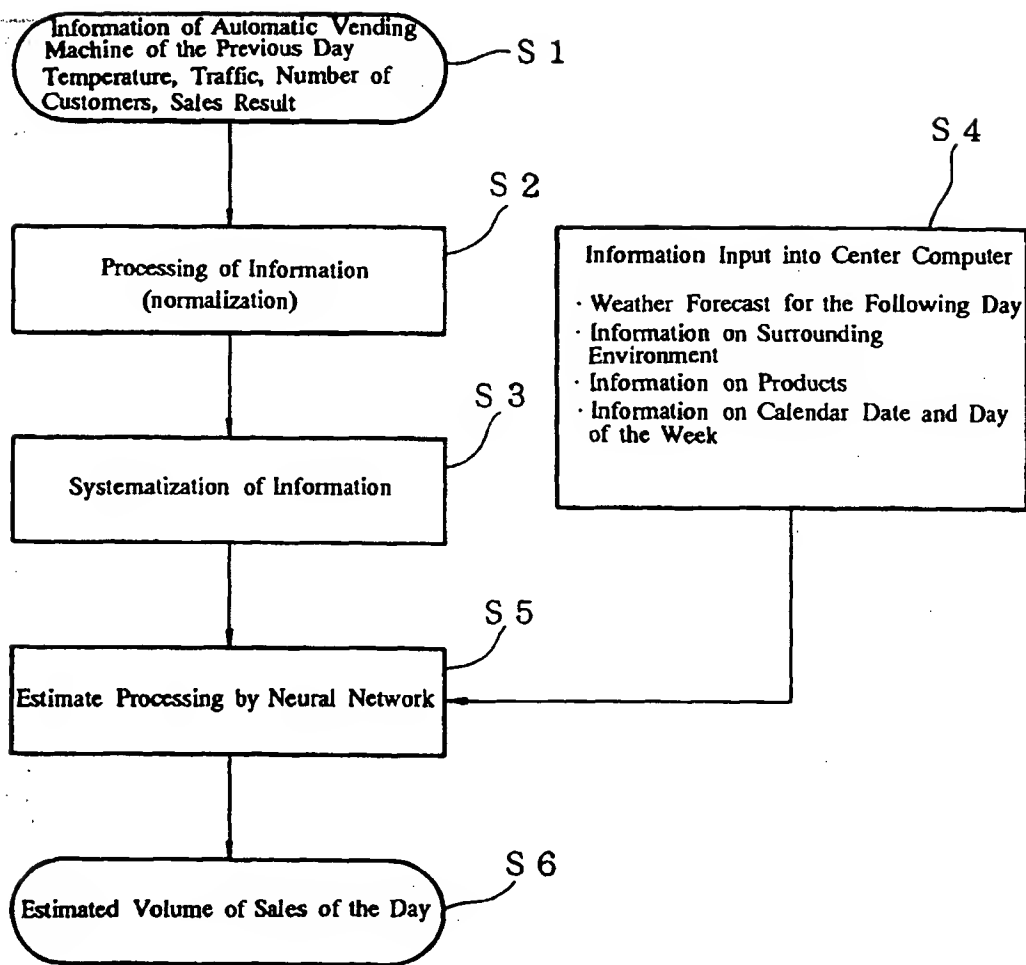 Information of Automatic Vending
Machine of the Previous Day
Temperature, Traffic, Number of
Customers, Sales Result
S 1
S 2
Processing of Information
(normalization)
S 3
Systematization of Information
S 4
Information Input into Center Computer
· Weather Forecast for the Following Day
· Information on Surrounding
Environment
· Information on Products
· Information on Calendar Date and Day
of the Week
S 5
Estimate Processing by Neural Network
S 6
Estimated Volume of Sales of the Day